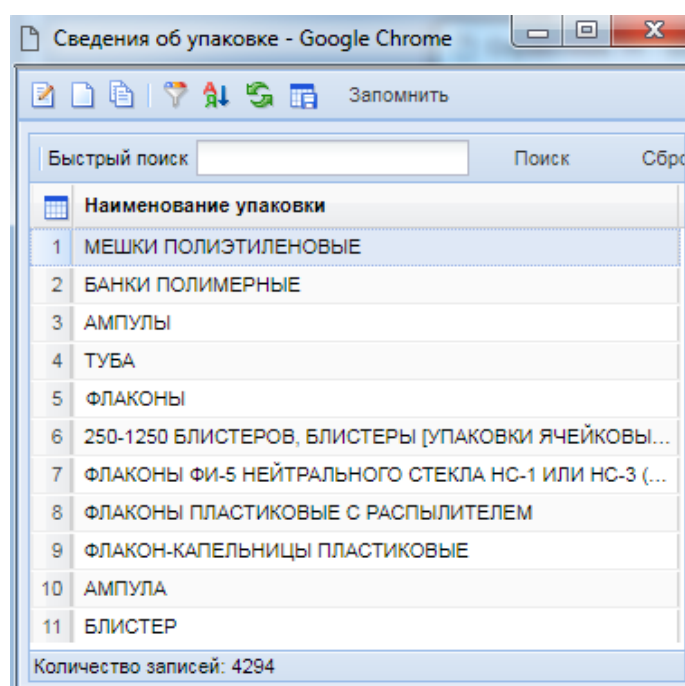 Сведения об упаковке - Google Chrome
Запомнить
Быстрый поиск Поиск
Наименование упаковки
1 МЕШКИ ПОЛИЭТИЛЕНОВЫЕ
2 БАНКИ ПОЛИМЕРНЫЕ
3 АМПУЛЫ
4 ТУБА
5 ФЛАКОНЫ
6 250-1250 БЛИСТЕРОВ, БЛИСТЕРЫ [УПАКОВКИ ЯЧЕЙКОВЫ...
7 ФЛАКОНЫ ФИ-5 НЕЙТРАЛЬНОГО СТЕКЛА НС-1 ИЛИ НС-3 (...
8 ФЛАКОНЫ ПЛАСТИКОВЫЕ С РАСПЫЛИТЕЛЕМ
9 ФЛАКОН-КАПЕЛЬНИЦЫ ПЛАСТИКОВЫЕ
10 АМПУЛА
11 БЛИСТЕР
Количество записей: 4294